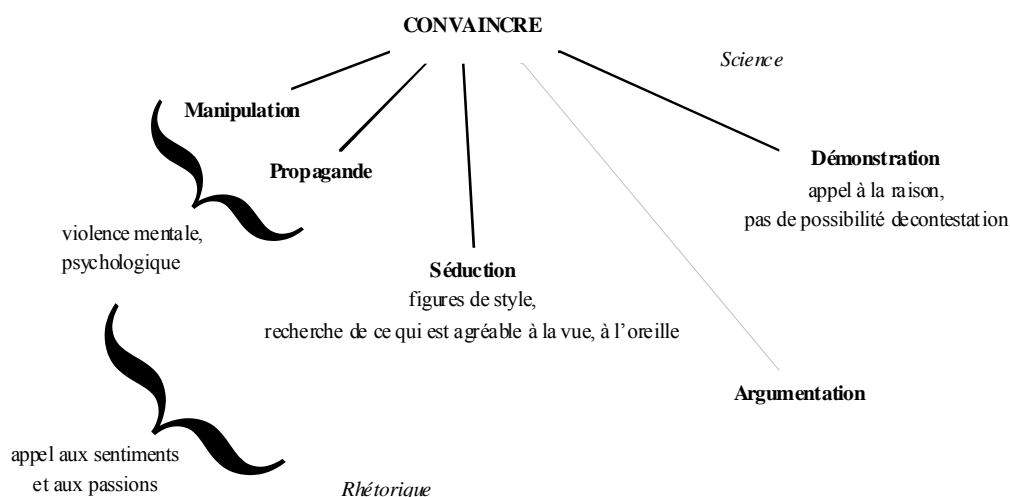 CONVAINCRE
Science
Manipulation
Propagande
Démonstration
appel à la raison,
pas de possibilité decontestation
violence mentale,
psychologique
Séduction
figures de style,
recherche de ce qui est agréable à la vue, à l’oreille
Argumentation
appel aux sentiments
et aux passions
Rhétorique